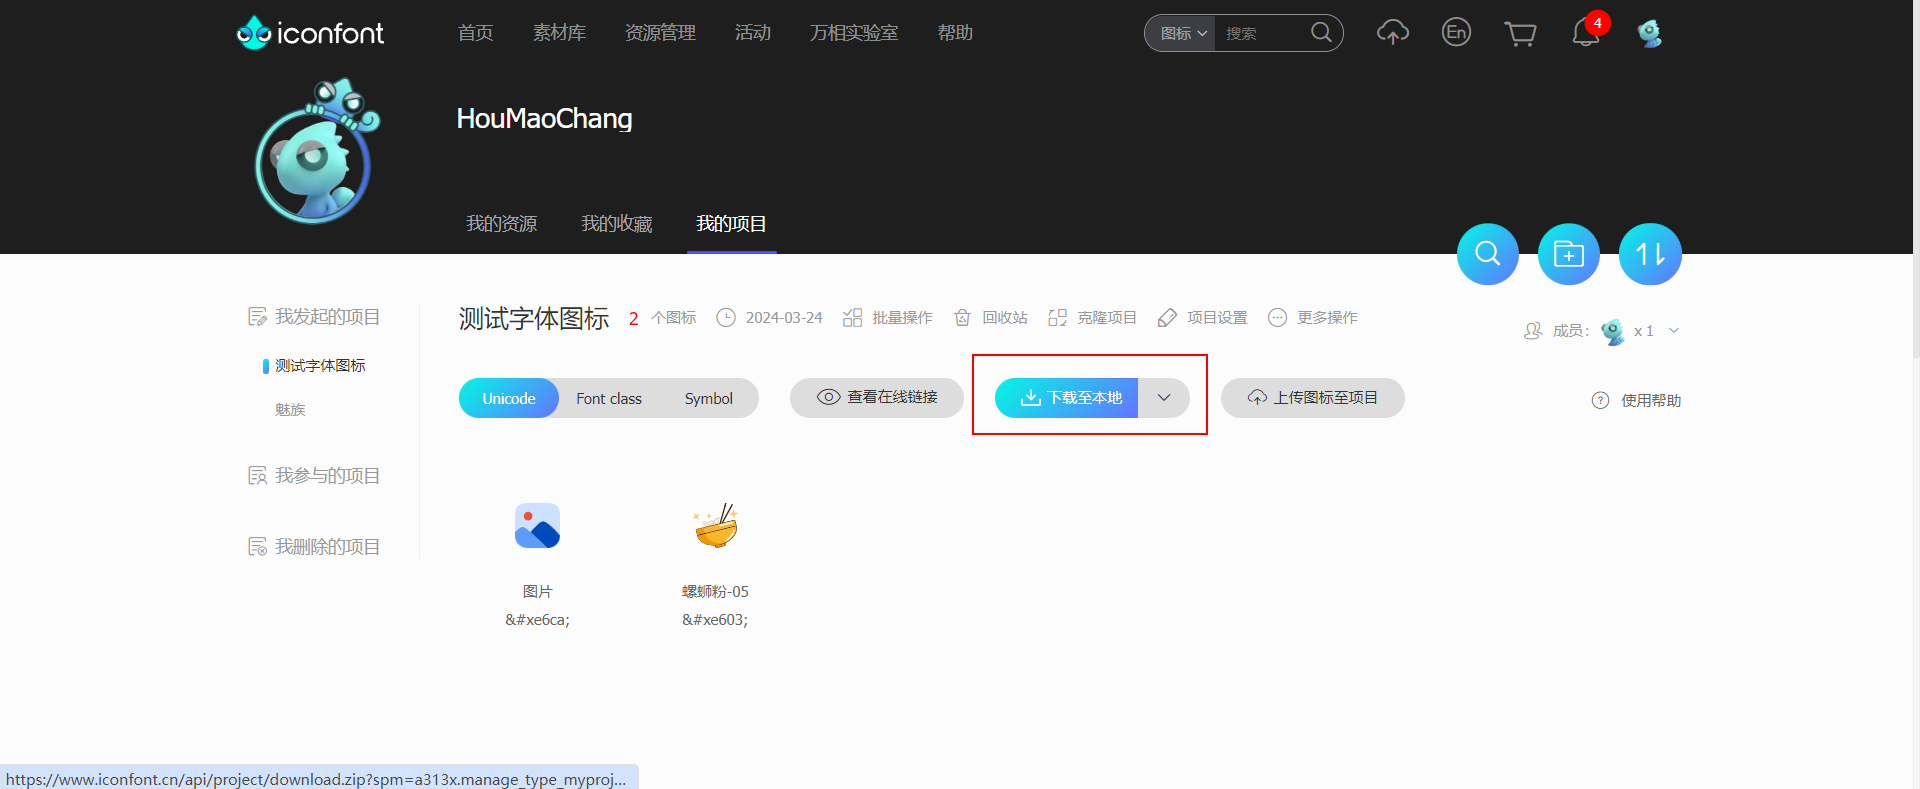 iconfont
首页 素材库 资源管理 活动 万相实验室 帮助
图标 搜索 En 4
HouMaoChang
我的资源 我的收藏 我的项目
我发起的项目
测试字体图标
魅族
我参与的项目
我删除的项目
测试字体图标 2 个图标 2024-03-24 批量操作 回收站 克隆项目 项目设置 更多操作
成员： x 1
Unicode Font class Symbol 查看在线链接 下载至本地 上传图标至项目 使用帮助
图片 螺蛳粉-05
&#xe6ca; &#xe603;
https://www.iconfont.cn/api/project/download.zip?spm=a313x.manage_type_myproj...